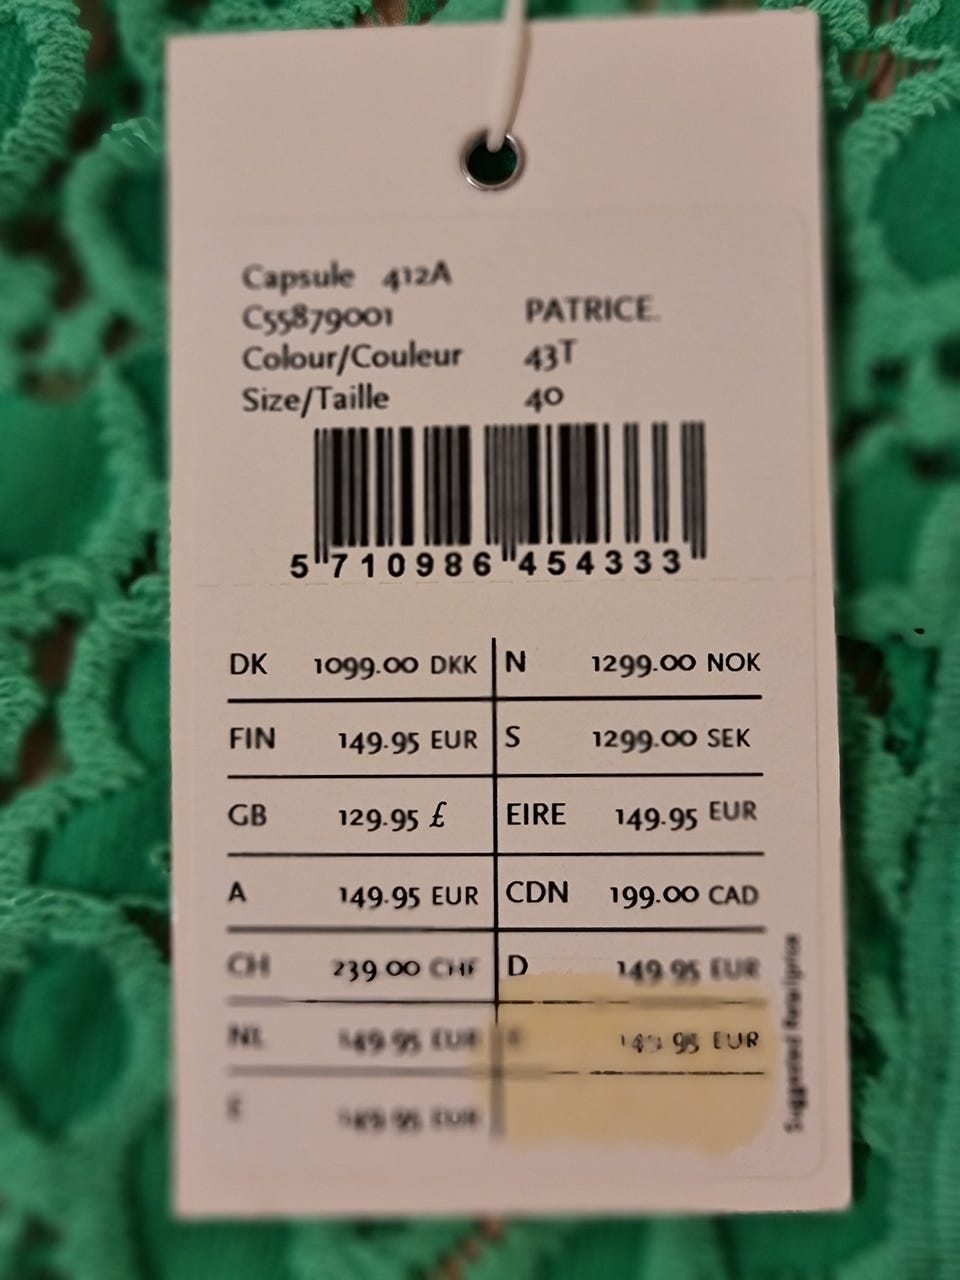 Capsule 412A
C55879001 PATRICE.
Colour/Couleur 43T
Size/Taille 40
5 710986 454333
DK 1099.00 DKK N 1299.00 NOK
FIN 149.95 EUR S 1299.00 SEK
GB 129.95 £ EIRE 149.95 EUR
A 149.95 EUR CDN 199.00 CAD
CH 239.00 CHF D 149.95 EUR
NL 149.95 EUR 149.95 EUR
E 149.95 EUR
Suggested